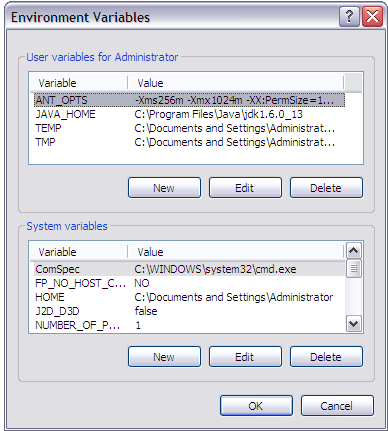 Environment Variables
User variables for Administrator
Variable Value
ANT_OPTS -Xms256m -Xmx1024m -XX:PermSize=1...
JAVA_HOME C:\Program Files\Java\jdk1.6.0_13
TEMP C:\Documents and Settings\Administrat...
TMP C:\Documents and Settings\Administrat...
New Edit Delete
System variables
Variable Value
ComSpec C:\WINDOWS\system32\cmd.exe
FP_NO_HOST_C... NO
HOME C:\Documents and Settings\Administrator
J2D_D3D false
NUMBER_OF_P... 1
New Edit Delete
OK Cancel